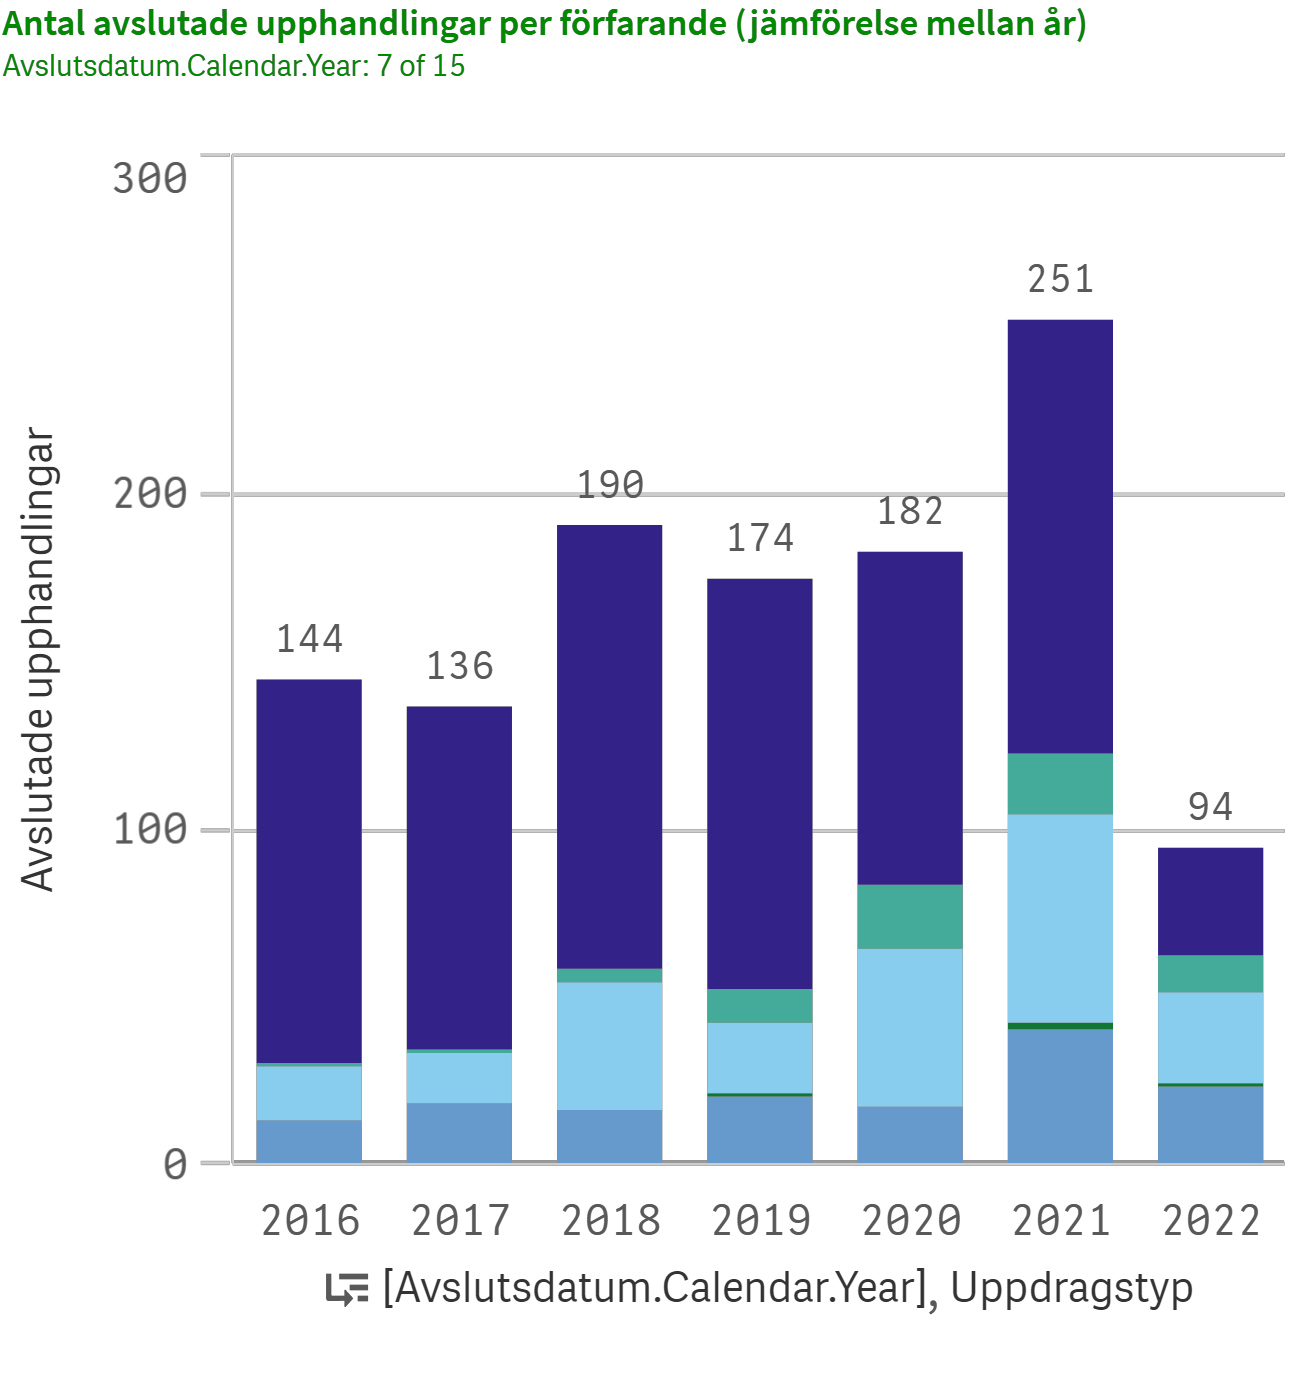 Antal avslutade upphandlingar per förfarande (jämförelse mellan år)
Avslutsdatum.Calendar.Year: 7 of 15
Avslutade upphandlingar
300
200
100
0
144
136
190
174
182
251
94
2016 2017 2018 2019 2020 2021 2022
[Avslutsdatum.Calendar.Year], Uppdragstyp